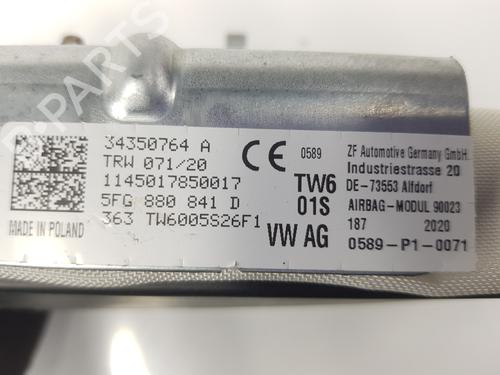 B-PARTS
MADE IN POLAND
34350764 A
TRW 071/20
1145017850017
5FG 880 841 D
363 TW6005S26F1
CE 0589
TW6
01S
VW AG
ZF Automotive Germany GmbH.
Industriestrasse 20
DE-73553 Alfdorf
AIRBAG-MODUL 90023
187 2020
0589-P1-0071